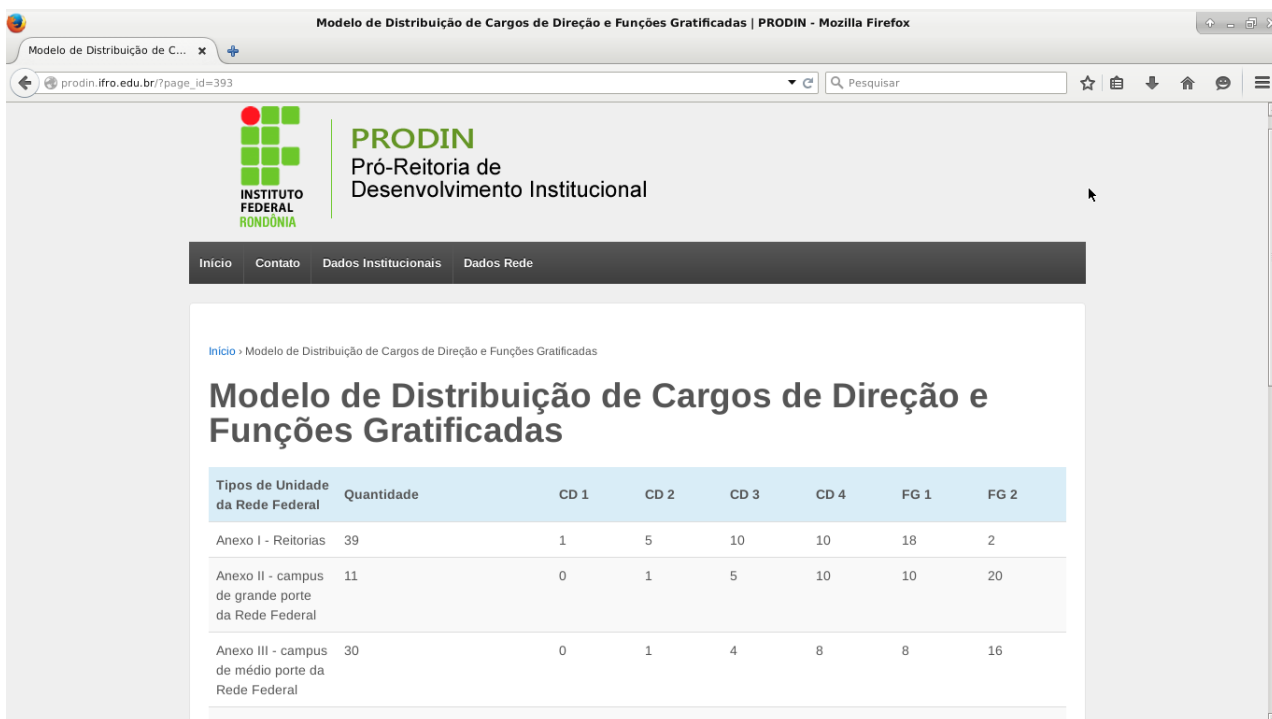 Modelo de Distribuição de Cargos de Direção e Funções Gratificadas | PRODIN - Mozilla Firefox
Modelo de Distribuição de C...
prodin.ifro.edu.br/?page_id=393
Pesquisar
INSTITUTO
FEDERAL
RONDÔNIA
PRODIN
Pró-Reitoria de
Desenvolvimento Institucional
Início Contato Dados Institucionais Dados Rede
Início › Modelo de Distribuição de Cargos de Direção e Funções Gratificadas
Modelo de Distribuição de Cargos de Direção e
Funções Gratificadas
Tipos de Unidade
da Rede Federal Quantidade CD 1 CD 2 CD 3 CD 4 FG 1 FG 2
Anexo I - Reitorias 39 1 5 10 10 18 2
Anexo II - campus 11 0 1 5 10 10 20
de grande porte
da Rede Federal
Anexo III - campus 30 0 1 4 8 8 16
de médio porte da
Rede Federal